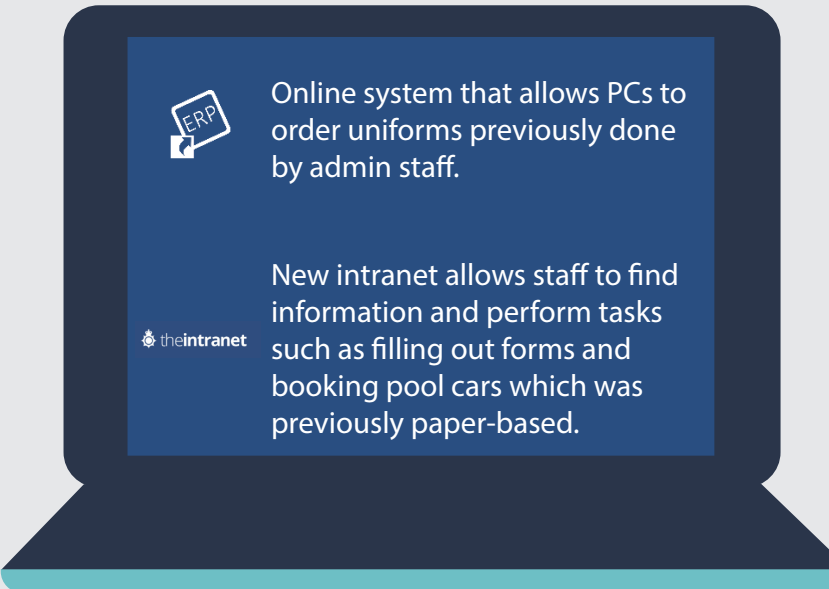 ERP
Online system that allows PCs to
order uniforms previously done
by admin staff.
theintranet
New intranet allows staff to find
information and perform tasks
such as filling out forms and
booking pool cars which was
previously paper-based.